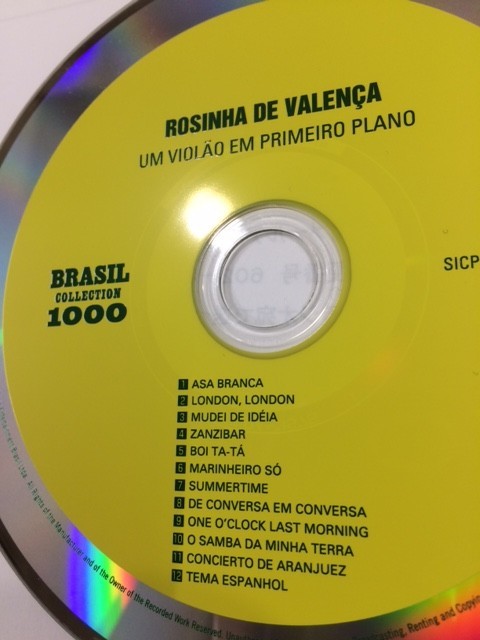 ROSINHA DE VALENÇA
UM VIOLÃO EM PRIMEIRO PLANO
BRASIL
COLLECTION
1000
SICP
1 ASA BRANCA
2 LONDON, LONDON
3 MUDEI DE IDÉIA
4 ZANZIBAR
5 BOI TA-TÁ
6 MARINHEIRO SÓ
7 SUMMERTIME
8 DE CONVERSA EM CONVERSA
9 ONE O'CLOCK LAST MORNING
10 O SAMBA DA MINHA TERRA
11 CONCIERTO DE ARANJUEZ
12 TEMA ESPANHOL
All Rights of the Manufacturer and of the Owner of the Recorded Work Reserved. Renting and Copying